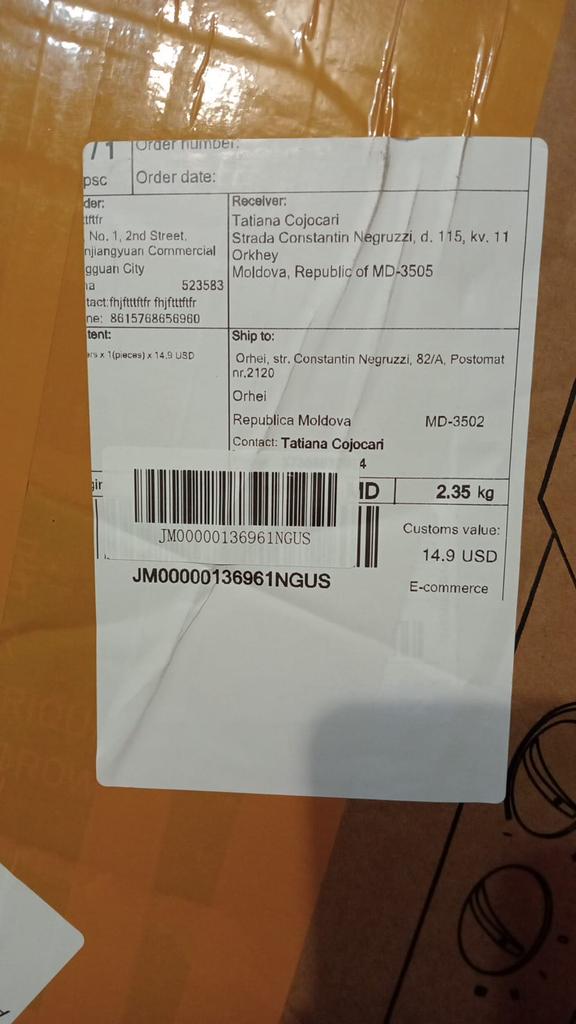 / 1
Order number:
psc
Order date:
der:
tftfr
No. 1, 2nd Street,
njiangyuan Commercial
gguan City
na 523583
tact:fhjftttftfr fhjftttftfr
ne: 8615768656960
Receiver:
Tatiana Cojocari
Strada Constantin Negruzzi, d. 115, kv. 11
Orkhey
Moldova, Republic of MD-3505
tent:
x 1(pieces) x 14.9 USD
Ship to:
Orhei, str. Constantin Negruzzi, 82/A, Postomat
nr.2120
Orhei
Republica Moldova MD-3502
Contact: Tatiana Cojocari
4
2.35 kg
JM00000136961NGUS
JM00000136961NGUS
Customs value:
14.9 USD
E-commerce